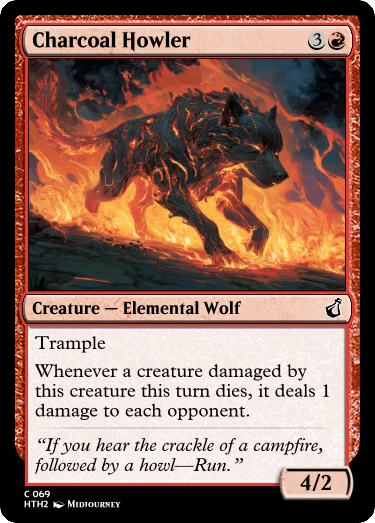 Charcoal Howler 3
Creature — Elemental Wolf
Trample
Whenever a creature damaged by
this creature this turn dies, it deals 1
damage to each opponent.
“If you hear the crackle of a campfire,
followed by a howl—Run.”
4/2
C 069
HTH2 Midjourney